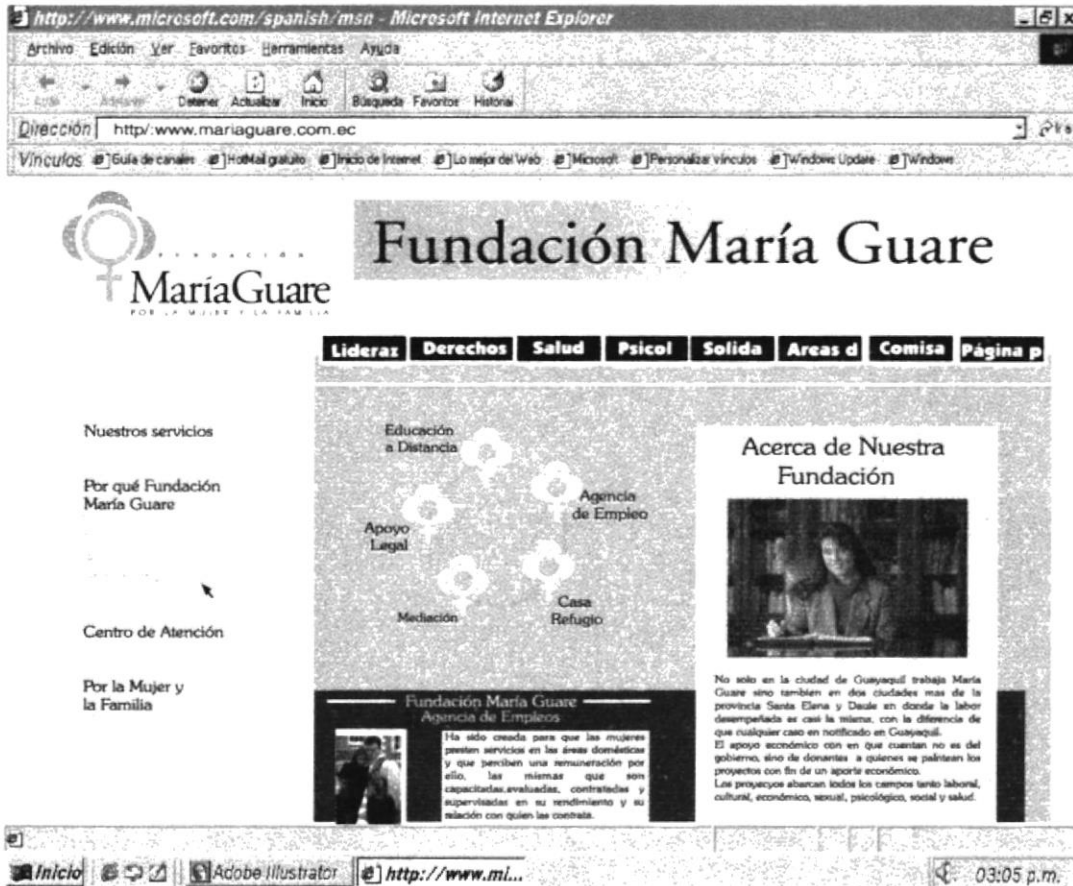 http://www.microsoft.com/spanish/msn - Microsoft Internet Explorer
Archivo Edición Ver Favoritos Herramientas Ayuda
Atrás Adelante Detener Actualizar Inicio Búsqueda Favoritos Historial
Dirección http/:www.mariaguare.com.ec
Vínculos Guía de canales HotMail gratuito Inicio de Internet Lo mejor del Web Microsoft Personalizar vínculos Windows Update Windows
FUNDACIÓN
MaríaGuare
POR LA MUJER Y LA FAMILIA
Fundación María Guare
Lideraz Derechos Salud Psicol Solida Areas d Comisa Página p
Nuestros servicios
Por qué Fundación
María Guare
Centro de Atención
Por la Mujer y
la Familia
Educación
a Distancia
Agencia
de Empleo
Apoyo
Legal
Casa
Refugio
Mediación
Acerca de Nuestra
Fundación
No solo en la ciudad de Guayaquil trabaja María
Guare sino tambien en dos ciudades mas de la
provincia Santa Elena y Daule en donde la labor
desempeñada es casi la misma, con la diferencia de
que cualquier caso en notificado en Guayaquil.
El apoyo económico con en que cuentan no es del
gobierno, sino de donantes a quienes se palntean los
proyectos con fin de un aporte económico.
Los proyecyos abarcan todos los campos tanto laboral,
cultural, económico, sexual, psicológico, social y salud.
Fundación María Guare
Agencia de Empleos
Ha sido creada para que las mujeres
presten servicios en las áreas domésticas
y que perciben una remuneración por
ello, las mismas que son
capacitadas,evaluadas, contratadas y
supervisadas en su rendimiento y su
relación con quien las contrata.
Inicio Adobe Illustrator http://www.mi... 03:05 p.m.